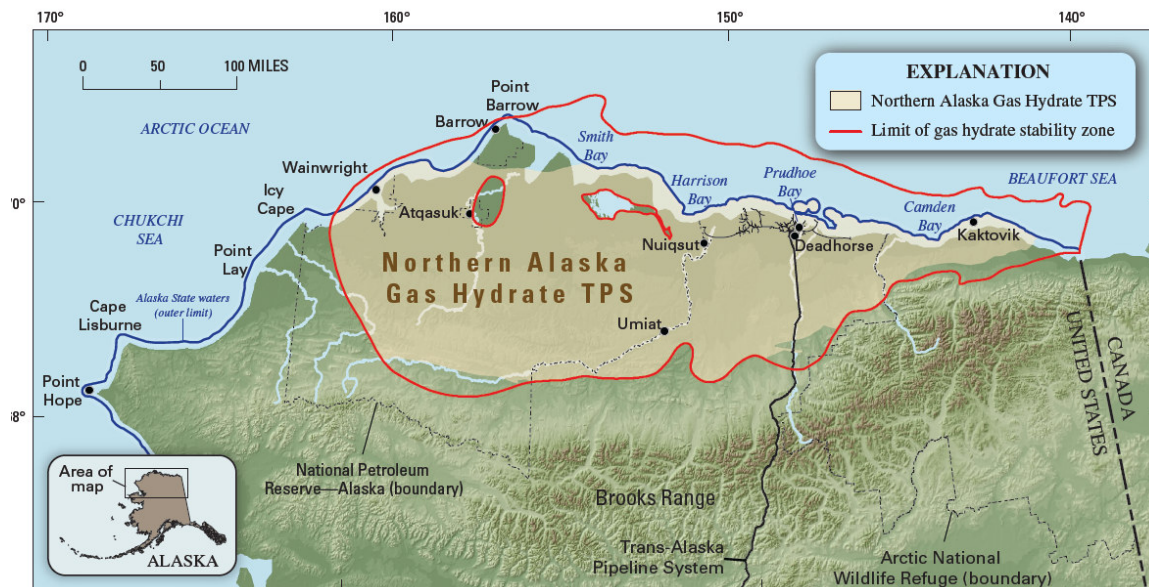 170°
160°
150°
140°
0
50
100 MILES
EXPLANATION
Northern Alaska Gas Hydrate TPS
Limit of gas hydrate stability zone
ARCTIC OCEAN
Point
Barrow
Barrow
Smith
Bay
Wainwright
Harrison
Bay
Prudhoe
Bay
BEAUFORT SEA
Icy
Cape
Camden
Bay
70°
CHUKCHI
SEA
Atqasuk
Nuiqsut
Deadhorse
Kaktovik
Point
Lay
Northern Alaska
Gas Hydrate TPS
Cape
Lisburne
Alaska State waters
(outer limit)
Umiat
CANADA
UNITED STATES
Point
Hope
68°
Area of
map
ALASKA
National Petroleum
Reserve—Alaska (boundary)
Brooks Range
Trans-Alaska
Pipeline System
Arctic National
Wildlife Refuge (boundary)